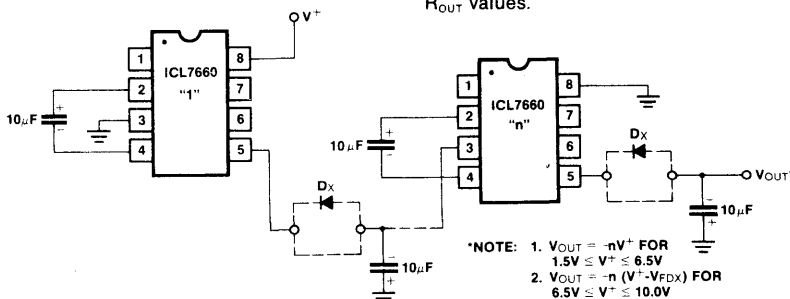 R_OUT values.
V+
1
2
3
4
ICL7660
"1"
8
7
6
5
10μF
+
−
Dx
10μF
−
+
1
2
3
4
ICL7660
"n"
8
7
6
5
10μF
+
−
Dx
VOUT*
10μF
−
+
*NOTE: 1. VOUT = -nV+ FOR
1.5V ≤ V+ ≤ 6.5V
2. VOUT = -n (V+-VFDX) FOR
6.5V ≤ V+ ≤ 10.0V